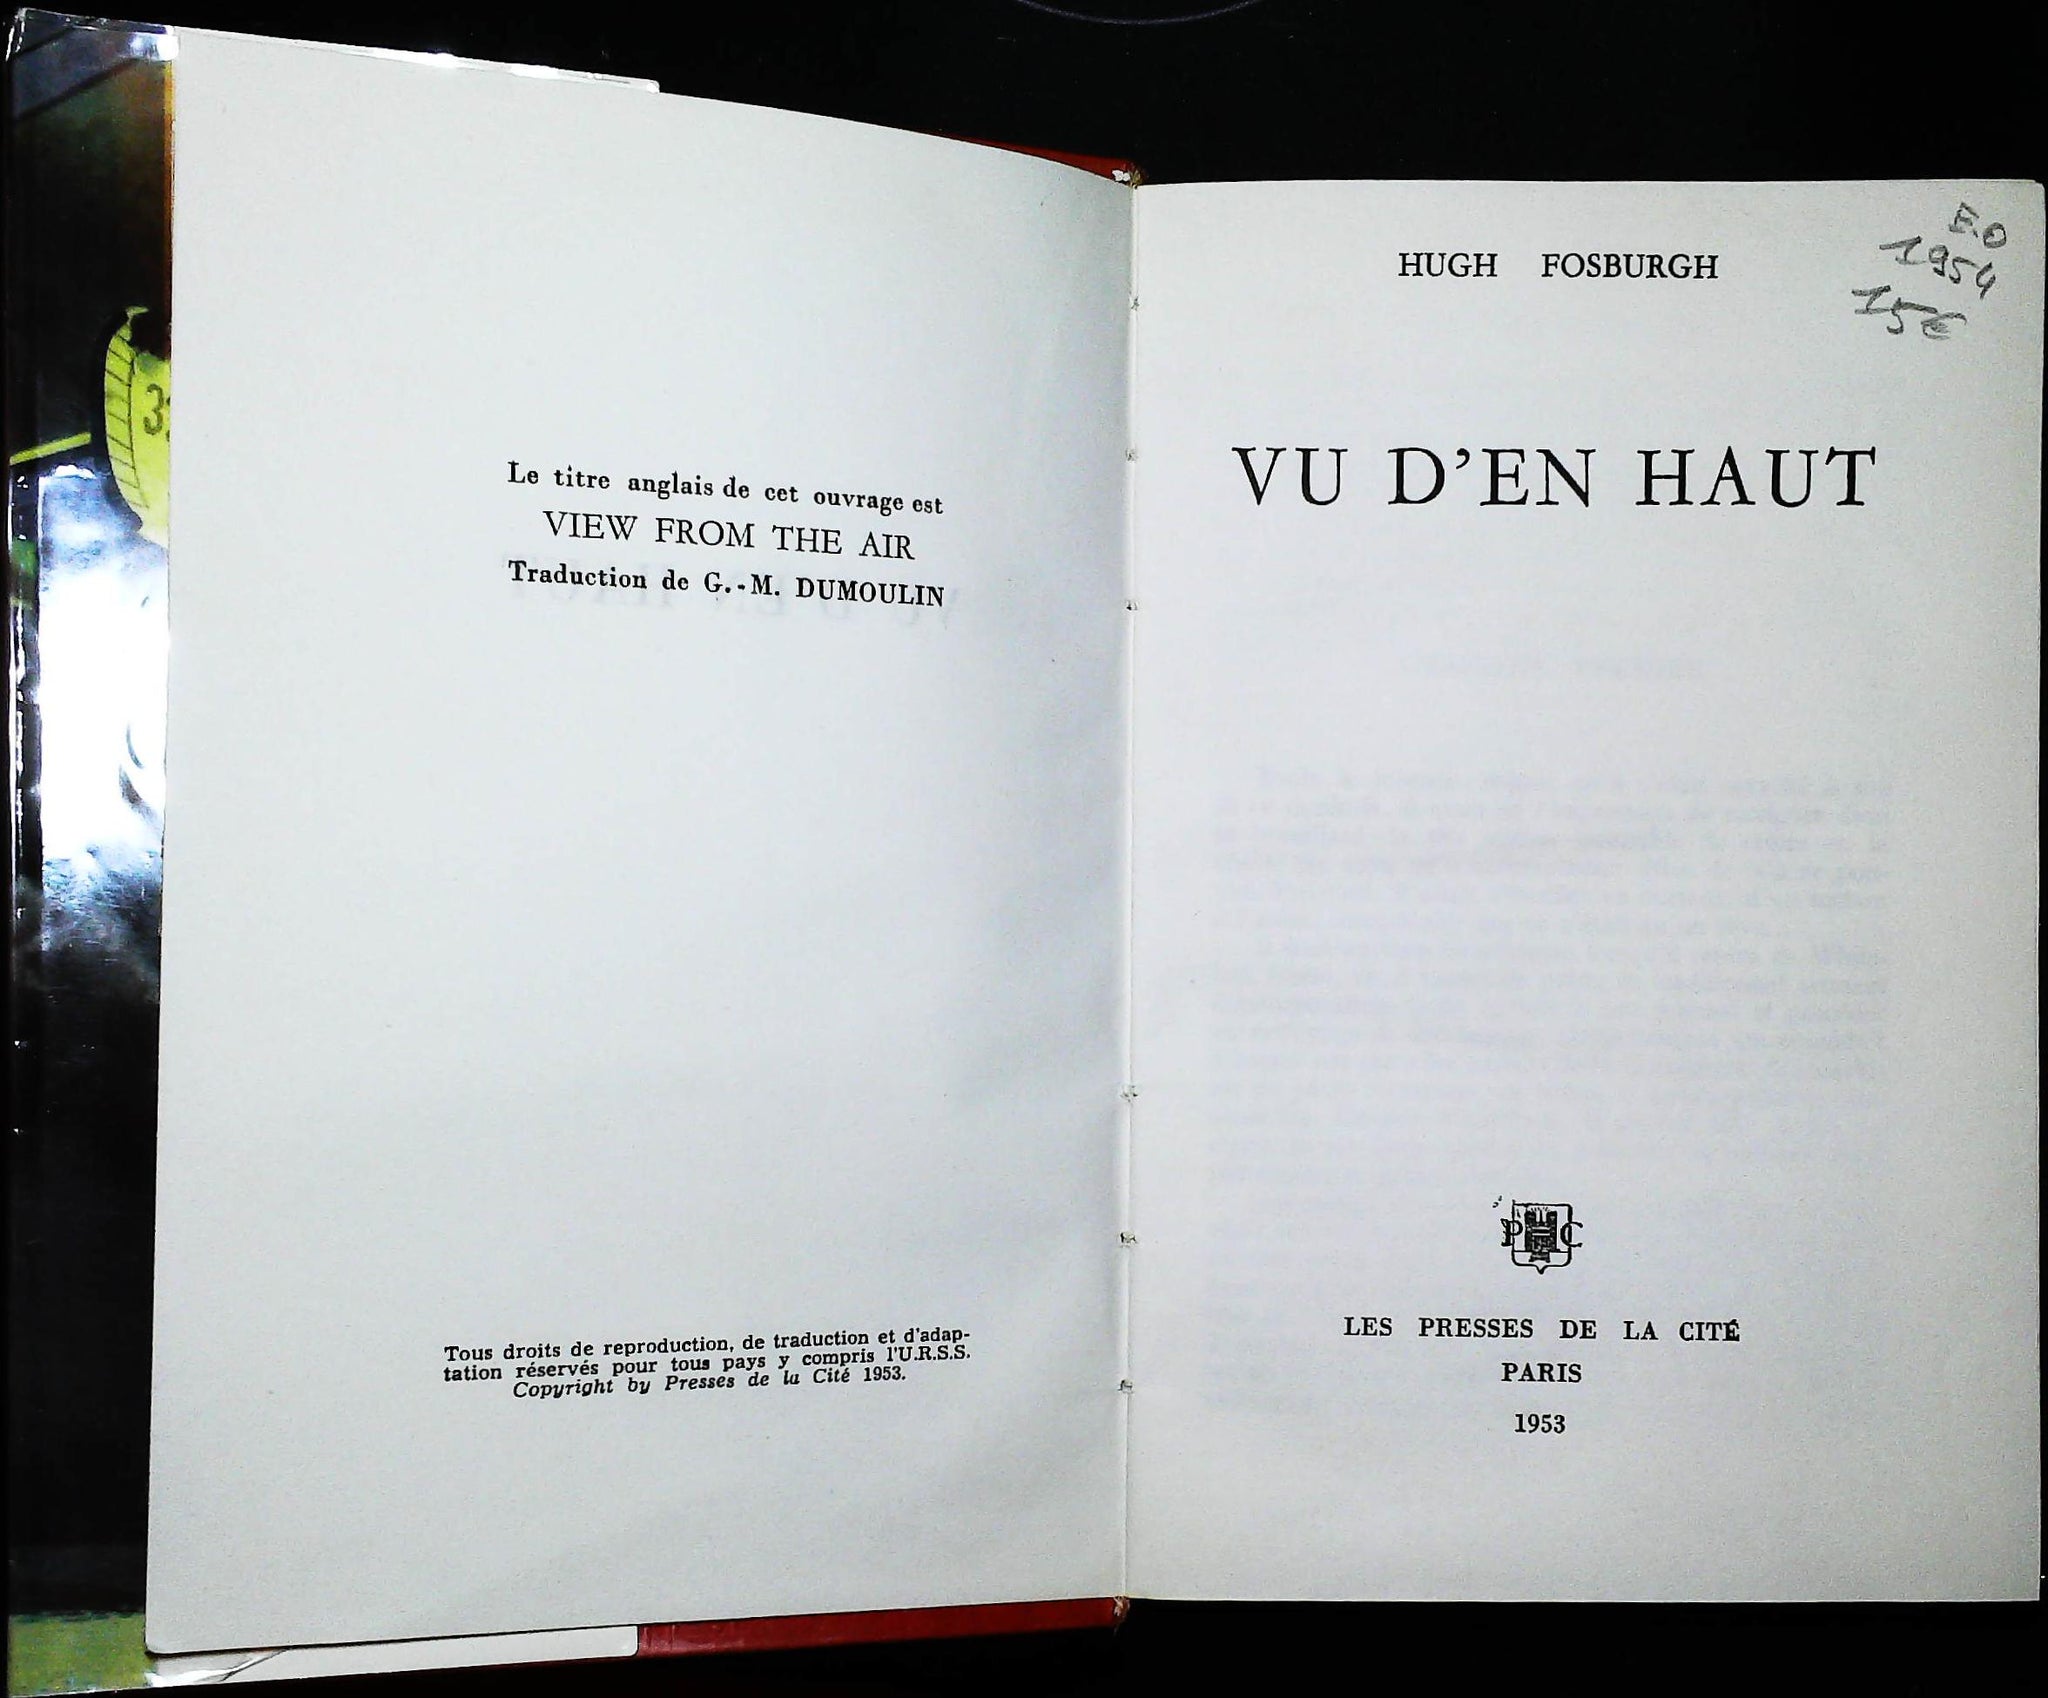 Le titre anglais de cet ouvrage est
VIEW FROM THE AIR
Traduction de G.-M. DUMOULIN
Tous droits de reproduction, de traduction et d'adap-
tation réservés pour tous pays y compris l'U.R.S.S.
Copyright by Presses de la Cité 1953.
E.O
1954
15€
HUGH FOSBURGH
VU D'EN HAUT
P C
LES PRESSES DE LA CITÉ
PARIS
1953